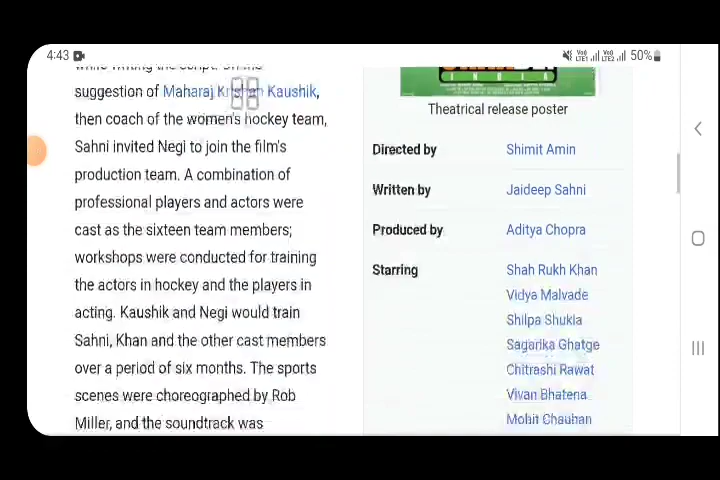 4:43
Vo) LTE1 Vo) LTE2 50%
suggestion of Maharaj Krishan Kaushik,
then coach of the women's hockey team,
Sahni invited Negi to join the film's
production team. A combination of
professional players and actors were
cast as the sixteen team members;
workshops were conducted for training
the actors in hockey and the players in
acting. Kaushik and Negi would train
Sahni, Khan and the other cast members
over a period of six months. The sports
scenes were choreographed by Rob
Miller, and the soundtrack was
INDIA
Theatrical release poster
Directed by Shimit Amin
Written by Jaideep Sahni
Produced by Aditya Chopra
Starring Shah Rukh Khan
Vidya Malvade
Shilpa Shukla
Sagarika Ghatge
Chitrashi Rawat
Vivan Bhatena
Mohit Chauhan